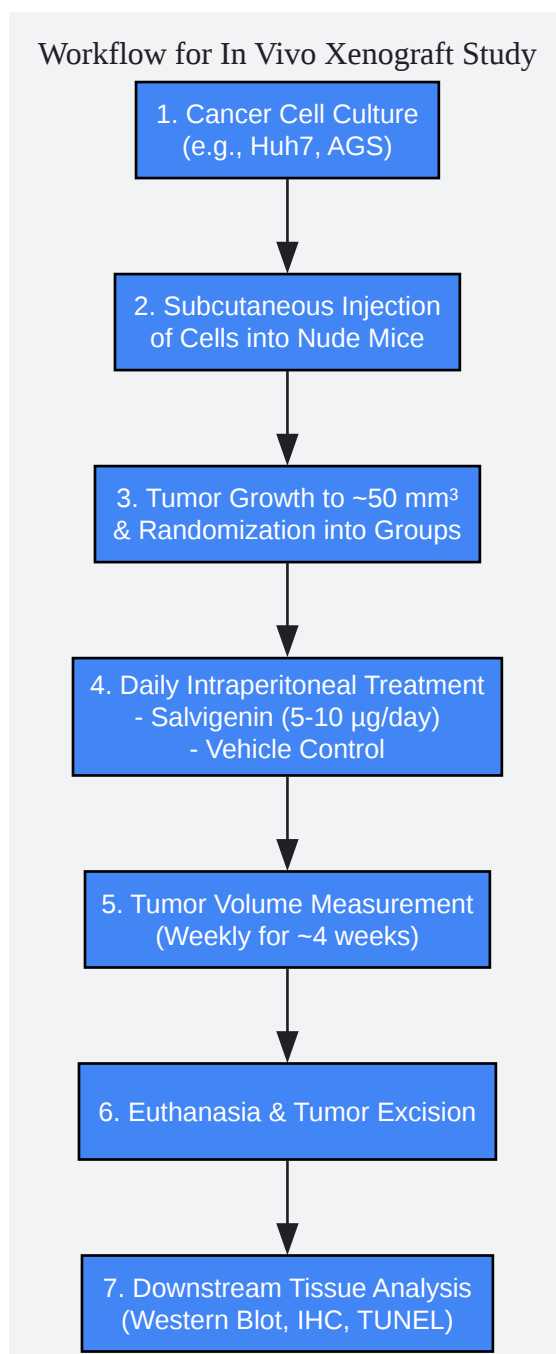 Workflow for In Vivo Xenograft Study
1. Cancer Cell Culture
(e.g., Huh7, AGS)
2. Subcutaneous Injection
of Cells into Nude Mice
3. Tumor Growth to ~50 mm³
& Randomization into Groups
4. Daily Intraperitoneal Treatment
- Salvigenin (5-10 µg/day)
- Vehicle Control
5. Tumor Volume Measurement
(Weekly for ~4 weeks)
6. Euthanasia & Tumor Excision
7. Downstream Tissue Analysis
(Western Blot, IHC, TUNEL)